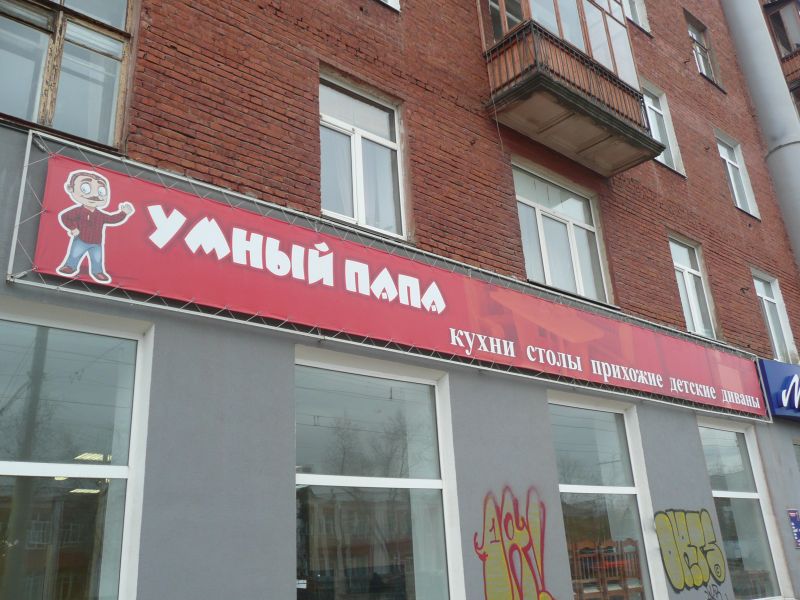 УМНЫЙ ПАПА
кухни столы прихожие детские диваны